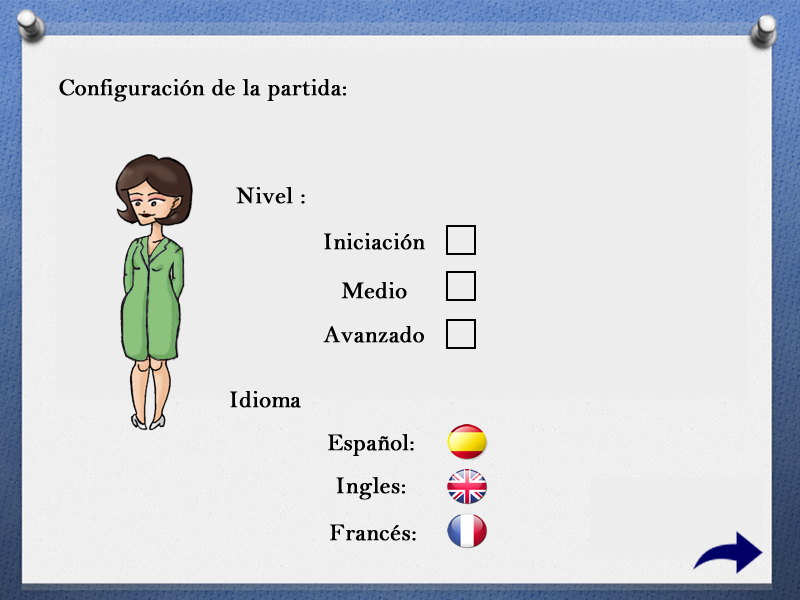 Configuración de la partida:
Nivel :
Iniciación
Medio
Avanzado
Idioma
Español:
Ingles:
Francés: